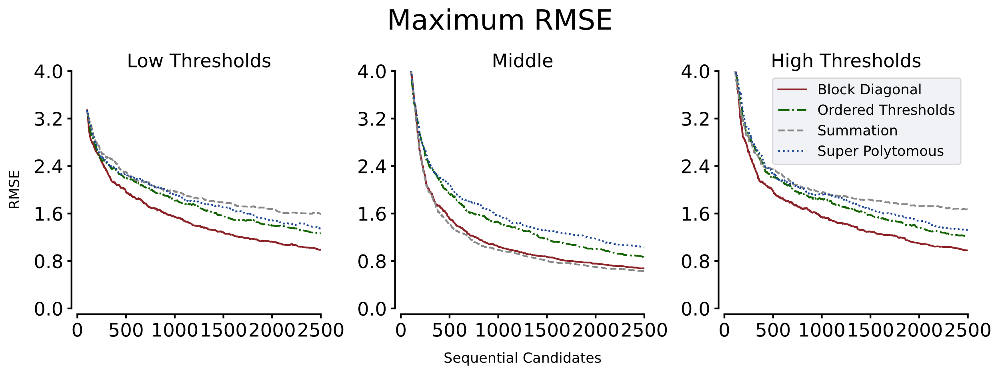 Maximum RMSE
Low Thresholds
Middle
High Thresholds
RMSE
4.0
3.2
2.4
1.6
0.8
0.0
0 500 1000 1500 2000 2500
4.0
3.2
2.4
1.6
0.8
0.0
0 500 1000 1500 2000 2500
4.0
3.2
2.4
1.6
0.8
0.0
0 500 1000 1500 2000 2500
Block Diagonal
Ordered Thresholds
Summation
Super Polytomous
Sequential Candidates